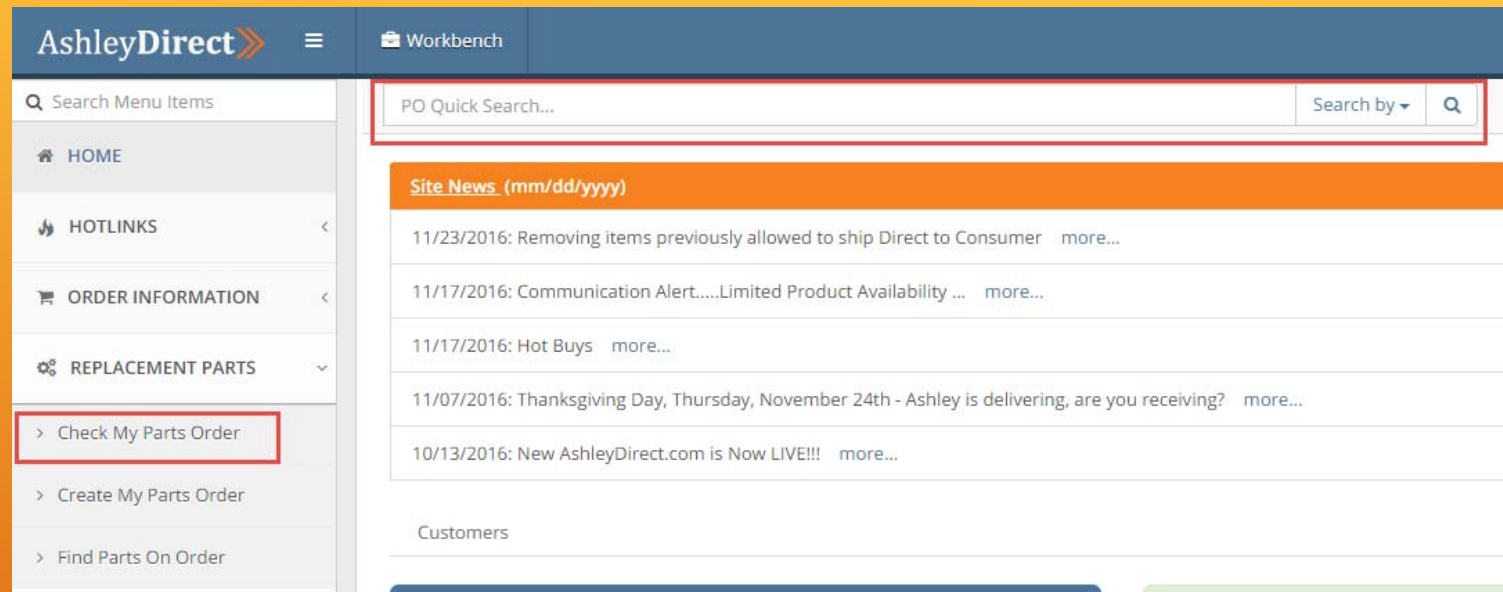 AshleyDirect
Workbench
Search Menu Items
PO Quick Search...
Search by
HOME
HOTLINKS
ORDER INFORMATION
REPLACEMENT PARTS
Check My Parts Order
Create My Parts Order
Find Parts On Order
Site News (mm/dd/yyyy)
11/23/2016: Removing items previously allowed to ship Direct to Consumer more...
11/17/2016: Communication Alert.....Limited Product Availability ... more...
11/17/2016: Hot Buys more...
11/07/2016: Thanksgiving Day, Thursday, November 24th - Ashley is delivering, are you receiving? more...
10/13/2016: New AshleyDirect.com is Now LIVE!!! more...
Customers